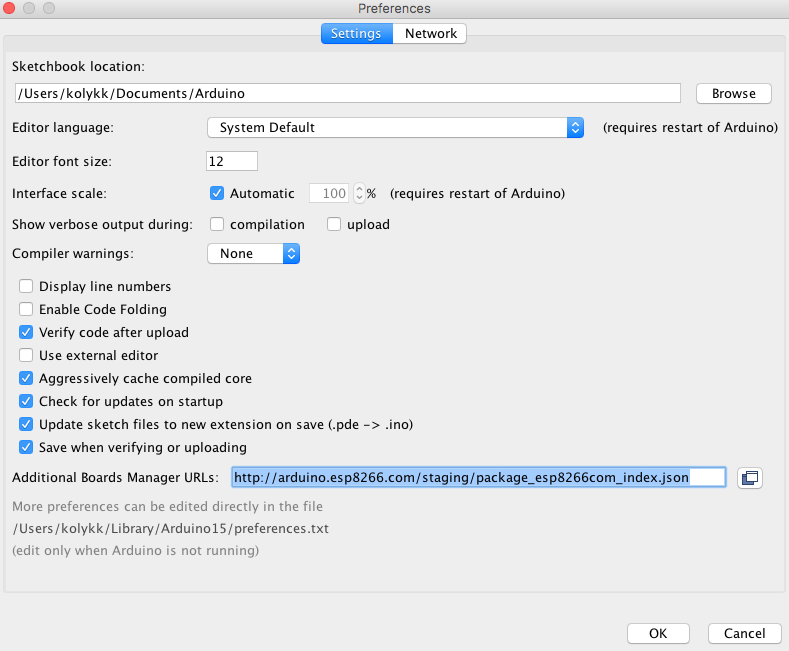 Preferences
Settings Network
Sketchbook location:
/Users/kolykk/Documents/Arduino Browse
Editor language: System Default (requires restart of Arduino)
Editor font size: 12
Interface scale: Automatic 100 % (requires restart of Arduino)
Show verbose output during: compilation upload
Compiler warnings: None
Display line numbers
Enable Code Folding
Verify code after upload
Use external editor
Aggressively cache compiled core
Check for updates on startup
Update sketch files to new extension on save (.pde -> .ino)
Save when verifying or uploading
Additional Boards Manager URLs: http://arduino.esp8266.com/staging/package_esp8266com_index.json
More preferences can be edited directly in the file
/Users/kolykk/Library/Arduino15/preferences.txt
(edit only when Arduino is not running)
OK Cancel